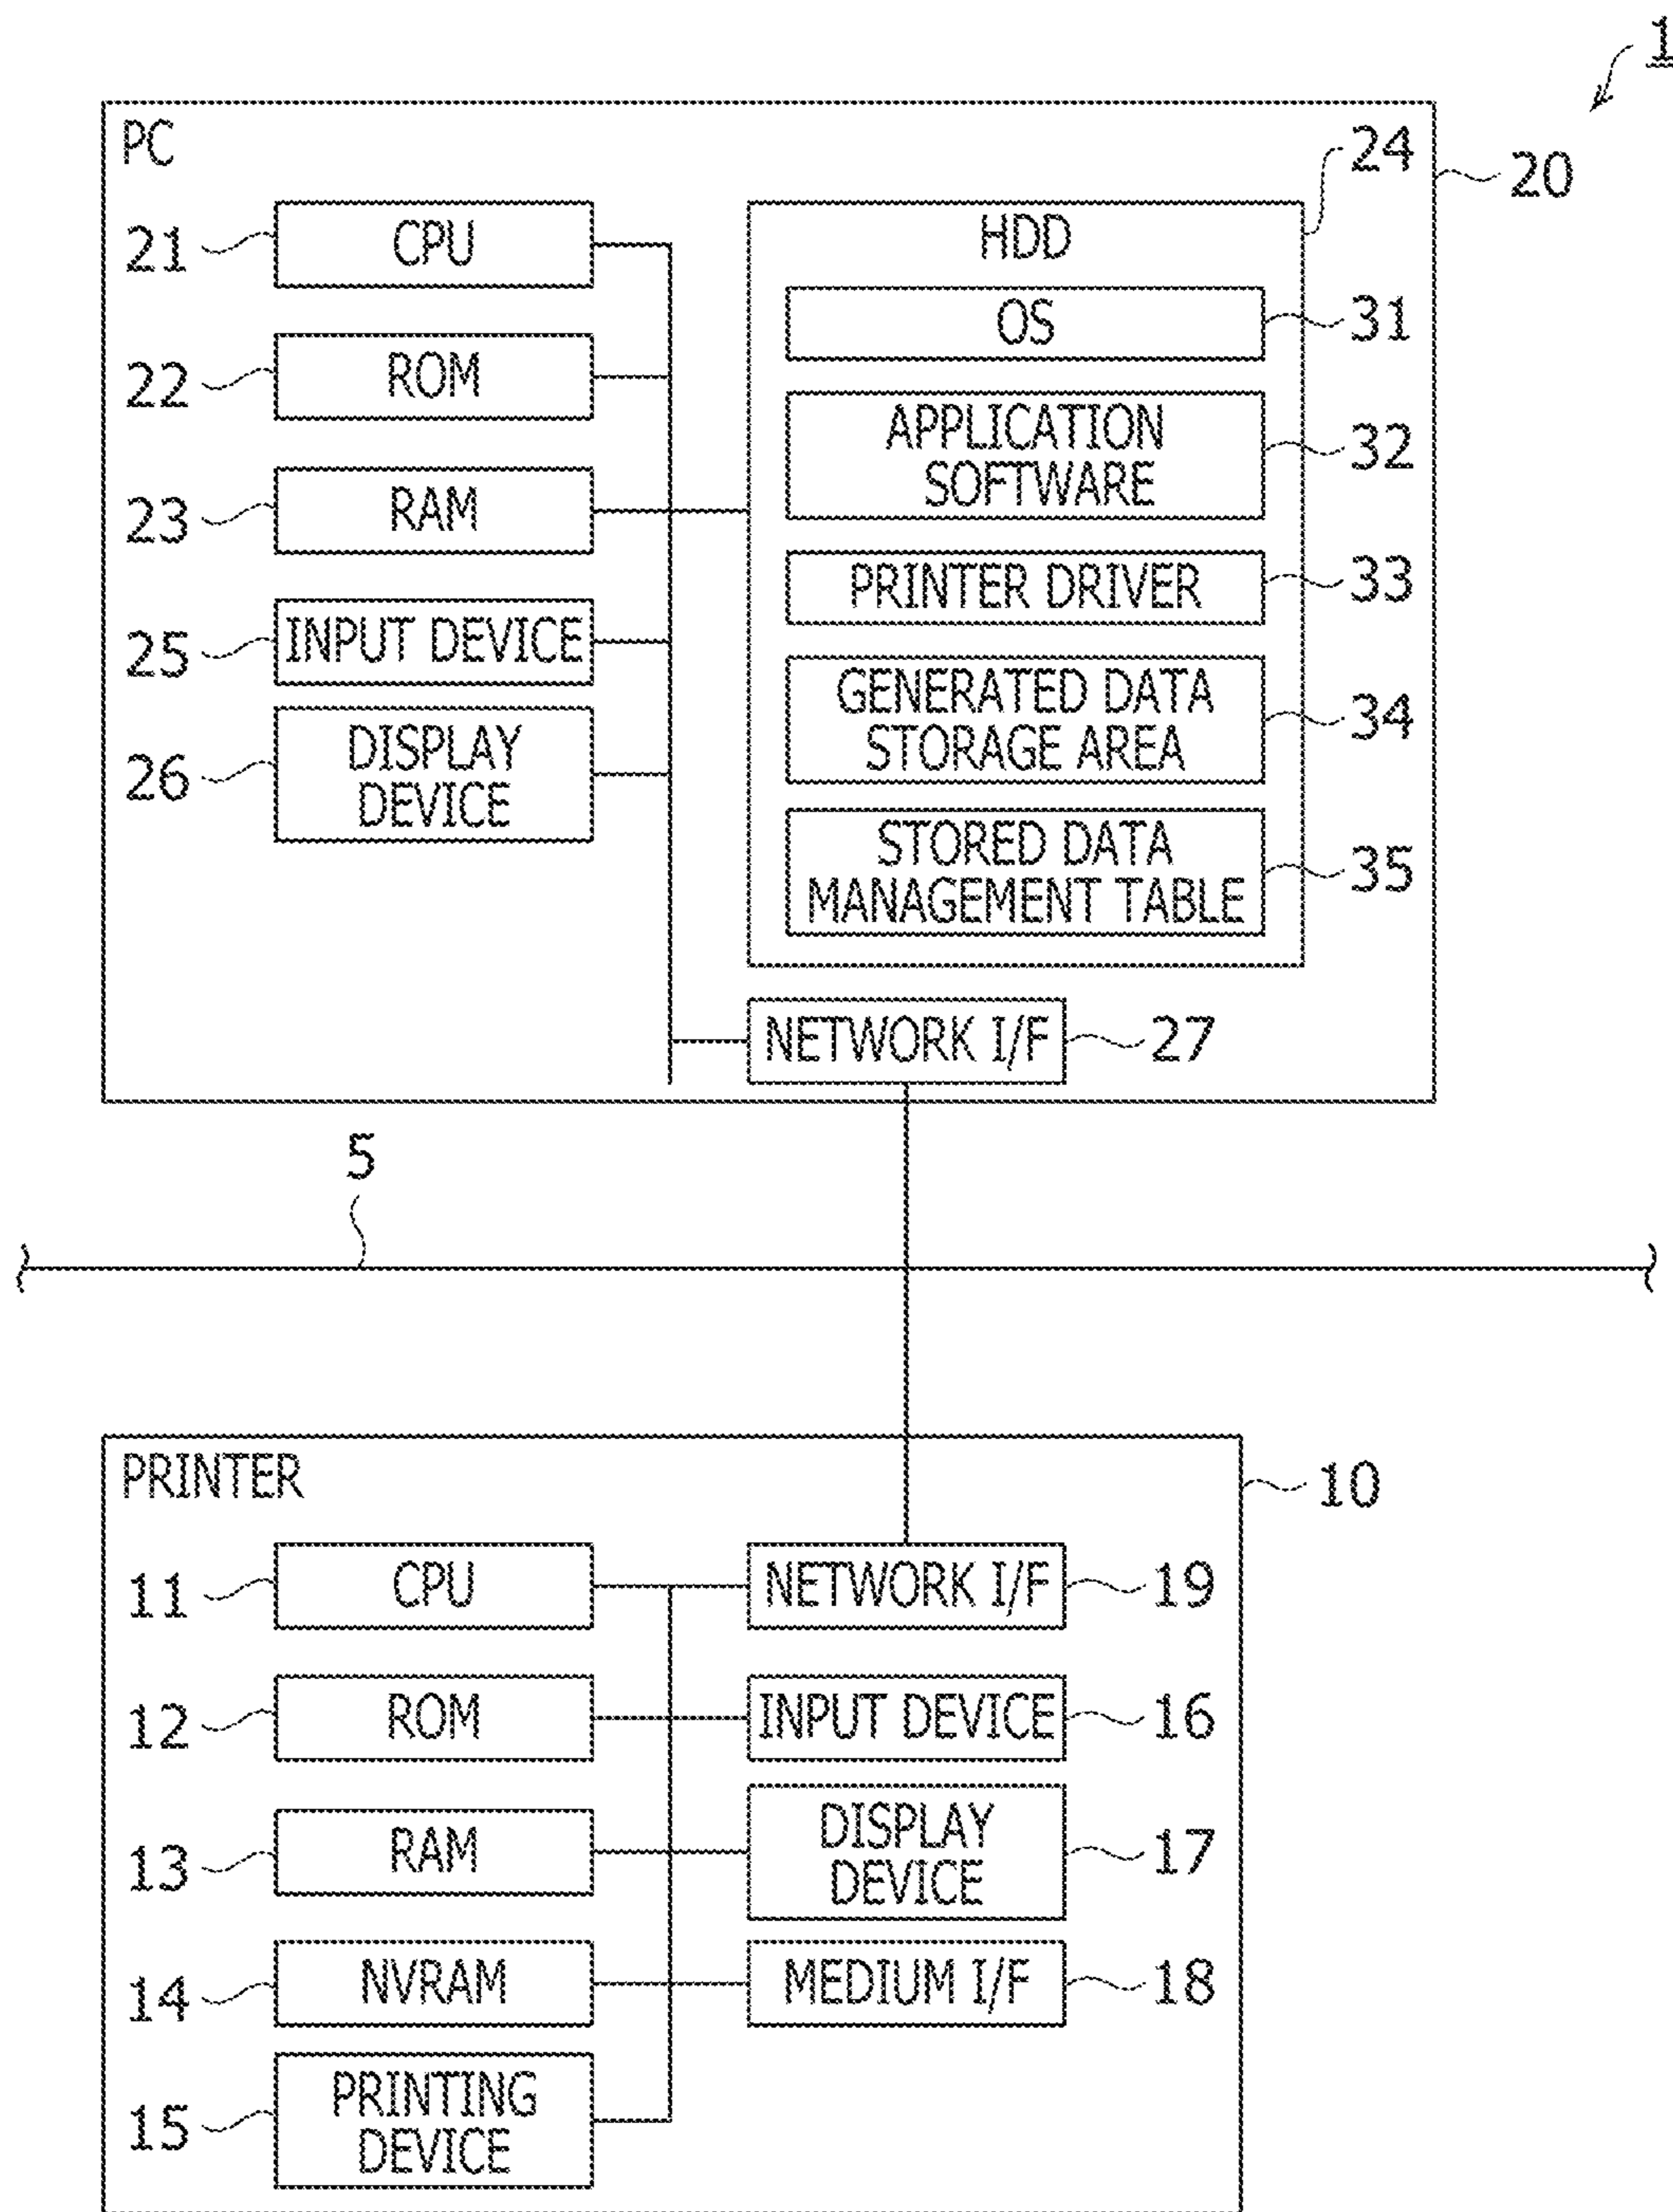 1
PC
20
24
21
CPU
HDD
OS
31
22
ROM
APPLICATION
SOFTWARE
32
23
RAM
PRINTER DRIVER
33
25
INPUT DEVICE
GENERATED DATA
STORAGE AREA
34
26
DISPLAY
DEVICE
STORED DATA
MANAGEMENT TABLE
35
NETWORK I/F
27
5
PRINTER
10
11
CPU
NETWORK I/F
19
12
ROM
INPUT DEVICE
16
13
RAM
DISPLAY
DEVICE
17
14
NVRAM
MEDIUM I/F
18
15
PRINTING
DEVICE